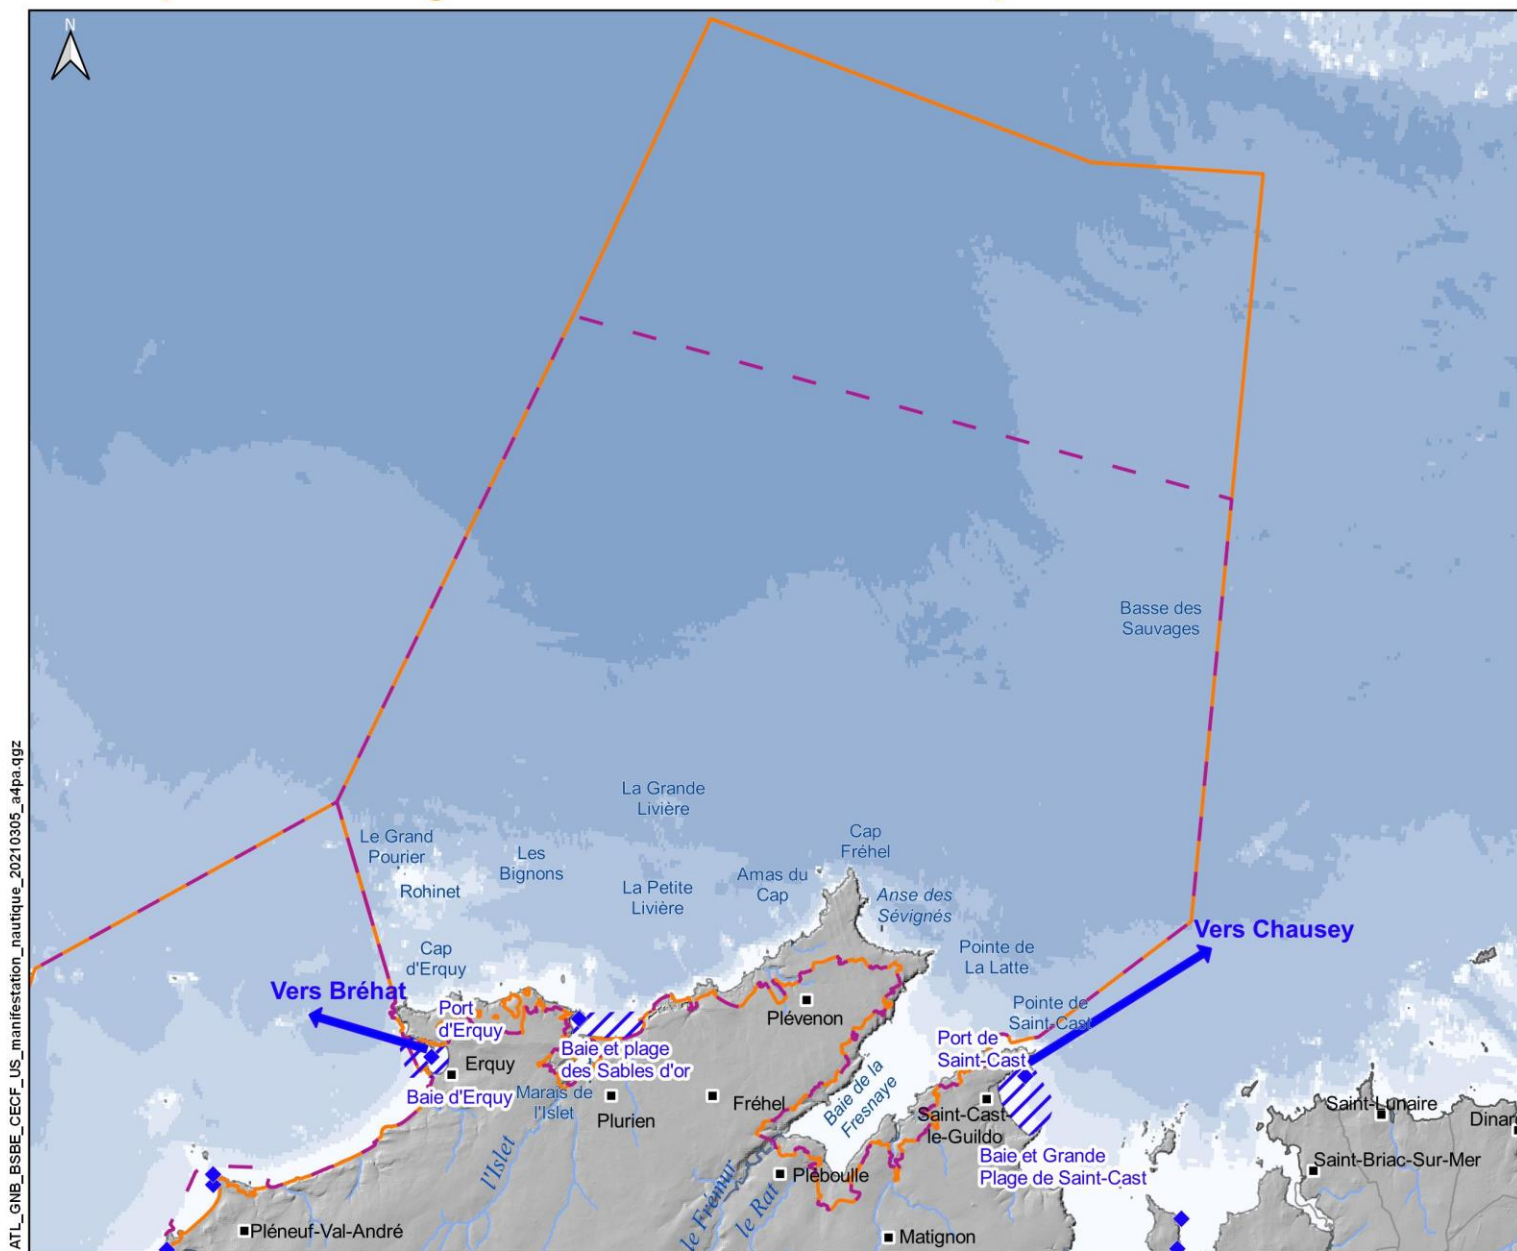 N
Basse des
Sauvages
La Grande
Livière
Le Grand
Pourier
Les
Bignons
Cap
Fréhel
Rohinet
La Petite
Livière
Amas du
Cap
Anse des
Sévignés
Cap
d'Erquy
Pointe de
La Latte
Vers Chausey
Vers Bréhat
Port
d'Erquy
Pointe de
Saint-Cast
Plévenon
Port de
Saint-Cast
Erquy
Baie et plage
des Sables d'or
Baie d'Erquy
Marais de
l'Islet
Plurien
Fréhel
Baie de la
Fresnaye
Saint-Cast-
le-Guildo
Saint-Lunaire
Dinar
Baie et Grande
Plage de Saint-Cast
Saint-Briac-Sur-Mer
l'Islet
le Frémur
le Rat
Pléboulle
Pléneuf-Val-André
Matignon
ATL_GNB_BSBE_CECF_US_manifestation_nautique_20210305_a4pa.qgz